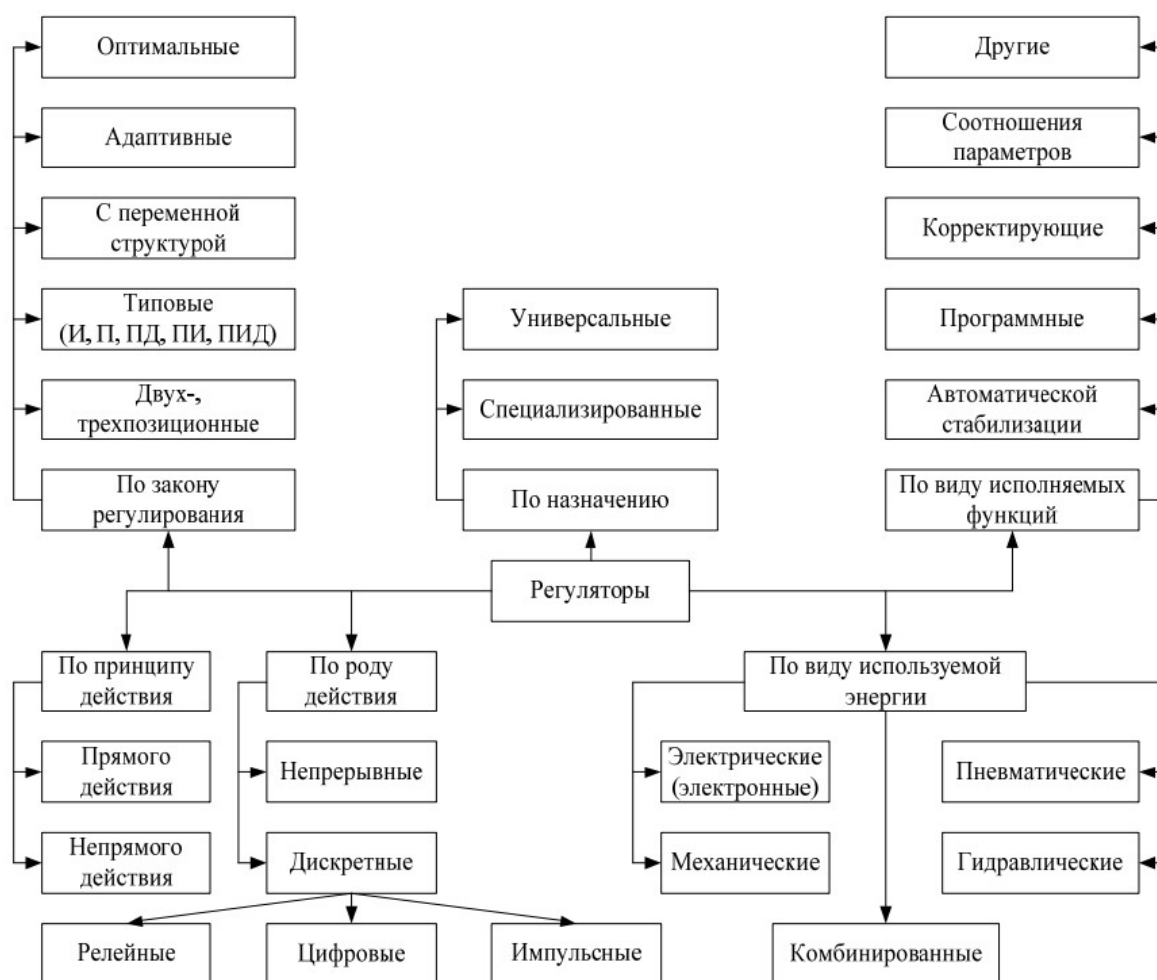 Оптимальные
Другие
Адаптивные
Соотношения
параметров
С переменной
структурой
Корректирующие
Типовые
(И, П, ПД, ПИ, ПИД)
Универсальные
Программные
Двух-,
трехпозиционные
Специализированные
Автоматической
стабилизации
По закону
регулирования
По назначению
По виду исполняемых
функций
Регуляторы
По принципу
действия
По роду
действия
По виду используемой
энергии
Прямого
действия
Непрерывные
Электрические
(электронные)
Пневматические
Непрямого
действия
Дискретные
Механические
Гидравлические
Релейные
Цифровые
Импульсные
Комбинированные